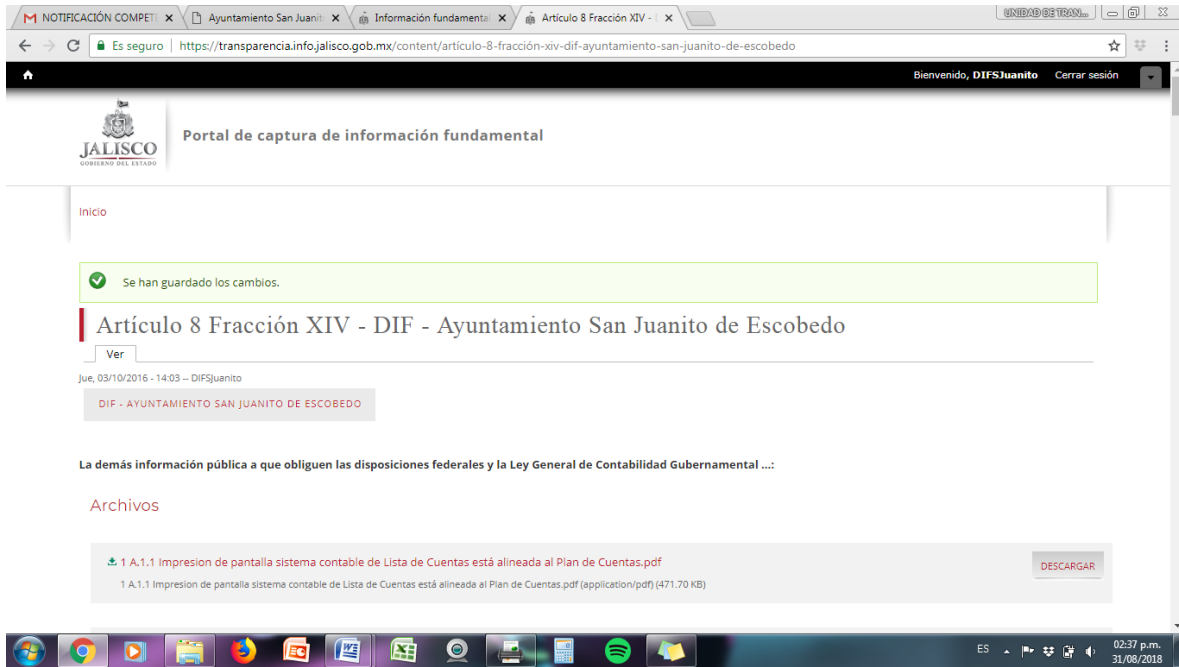 NOTIFICACIÓN COMPETE
Ayuntamiento San Juanit
Información fundamental
Artículo 8 Fracción XIV - D
UNIDAD DE TRAN...
Es seguro | https://transparencia.info.jalisco.gob.mx/content/artículo-8-fracción-xiv-dif-ayuntamiento-san-juanito-de-escobedo
Bienvenido, DIFSJuanito Cerrar sesión
JALISCO
GOBIERNO DEL ESTADO
Portal de captura de información fundamental
Inicio
Se han guardado los cambios.
Artículo 8 Fracción XIV - DIF - Ayuntamiento San Juanito de Escobedo
Ver
Jue, 03/10/2016 - 14:03 -- DIFSJuanito
DIF - AYUNTAMIENTO SAN JUANITO DE ESCOBEDO
La demás información pública a que obliguen las disposiciones federales y la Ley General de Contabilidad Gubernamental ...:
Archivos
1 A.1.1 Impresion de pantalla sistema contable de Lista de Cuentas está alineada al Plan de Cuentas.pdf
DESCARGAR
1 A.1.1 Impresion de pantalla sistema contable de Lista de Cuentas está alineada al Plan de Cuentas.pdf (application/pdf) (471.70 KB)
ES
02:37 p.m.
31/08/2018